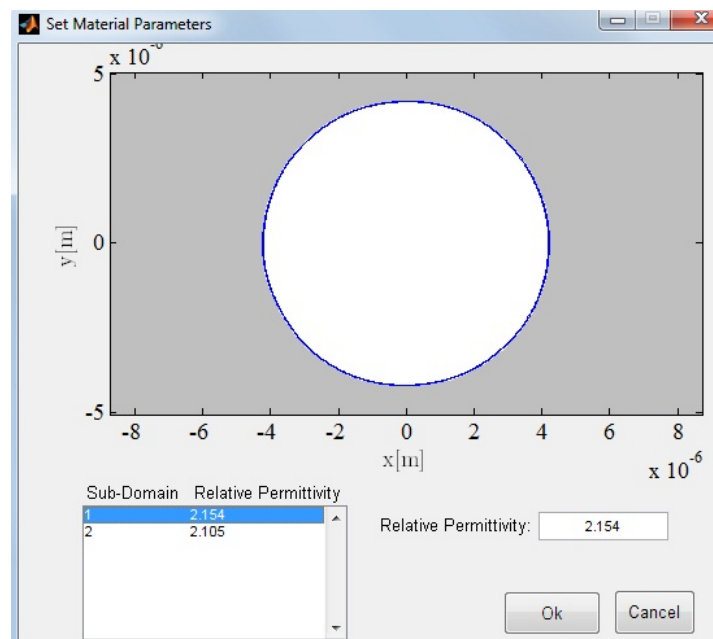 Set Material Parameters
x 10
5
0
-5
y[m]
-8 -6 -4 -2 0 2 4 6 8
x[m]
x 10-6
Sub-Domain Relative Permittivity
1 2.154
2 2.105
Relative Permittivity: 2.154
Ok Cancel